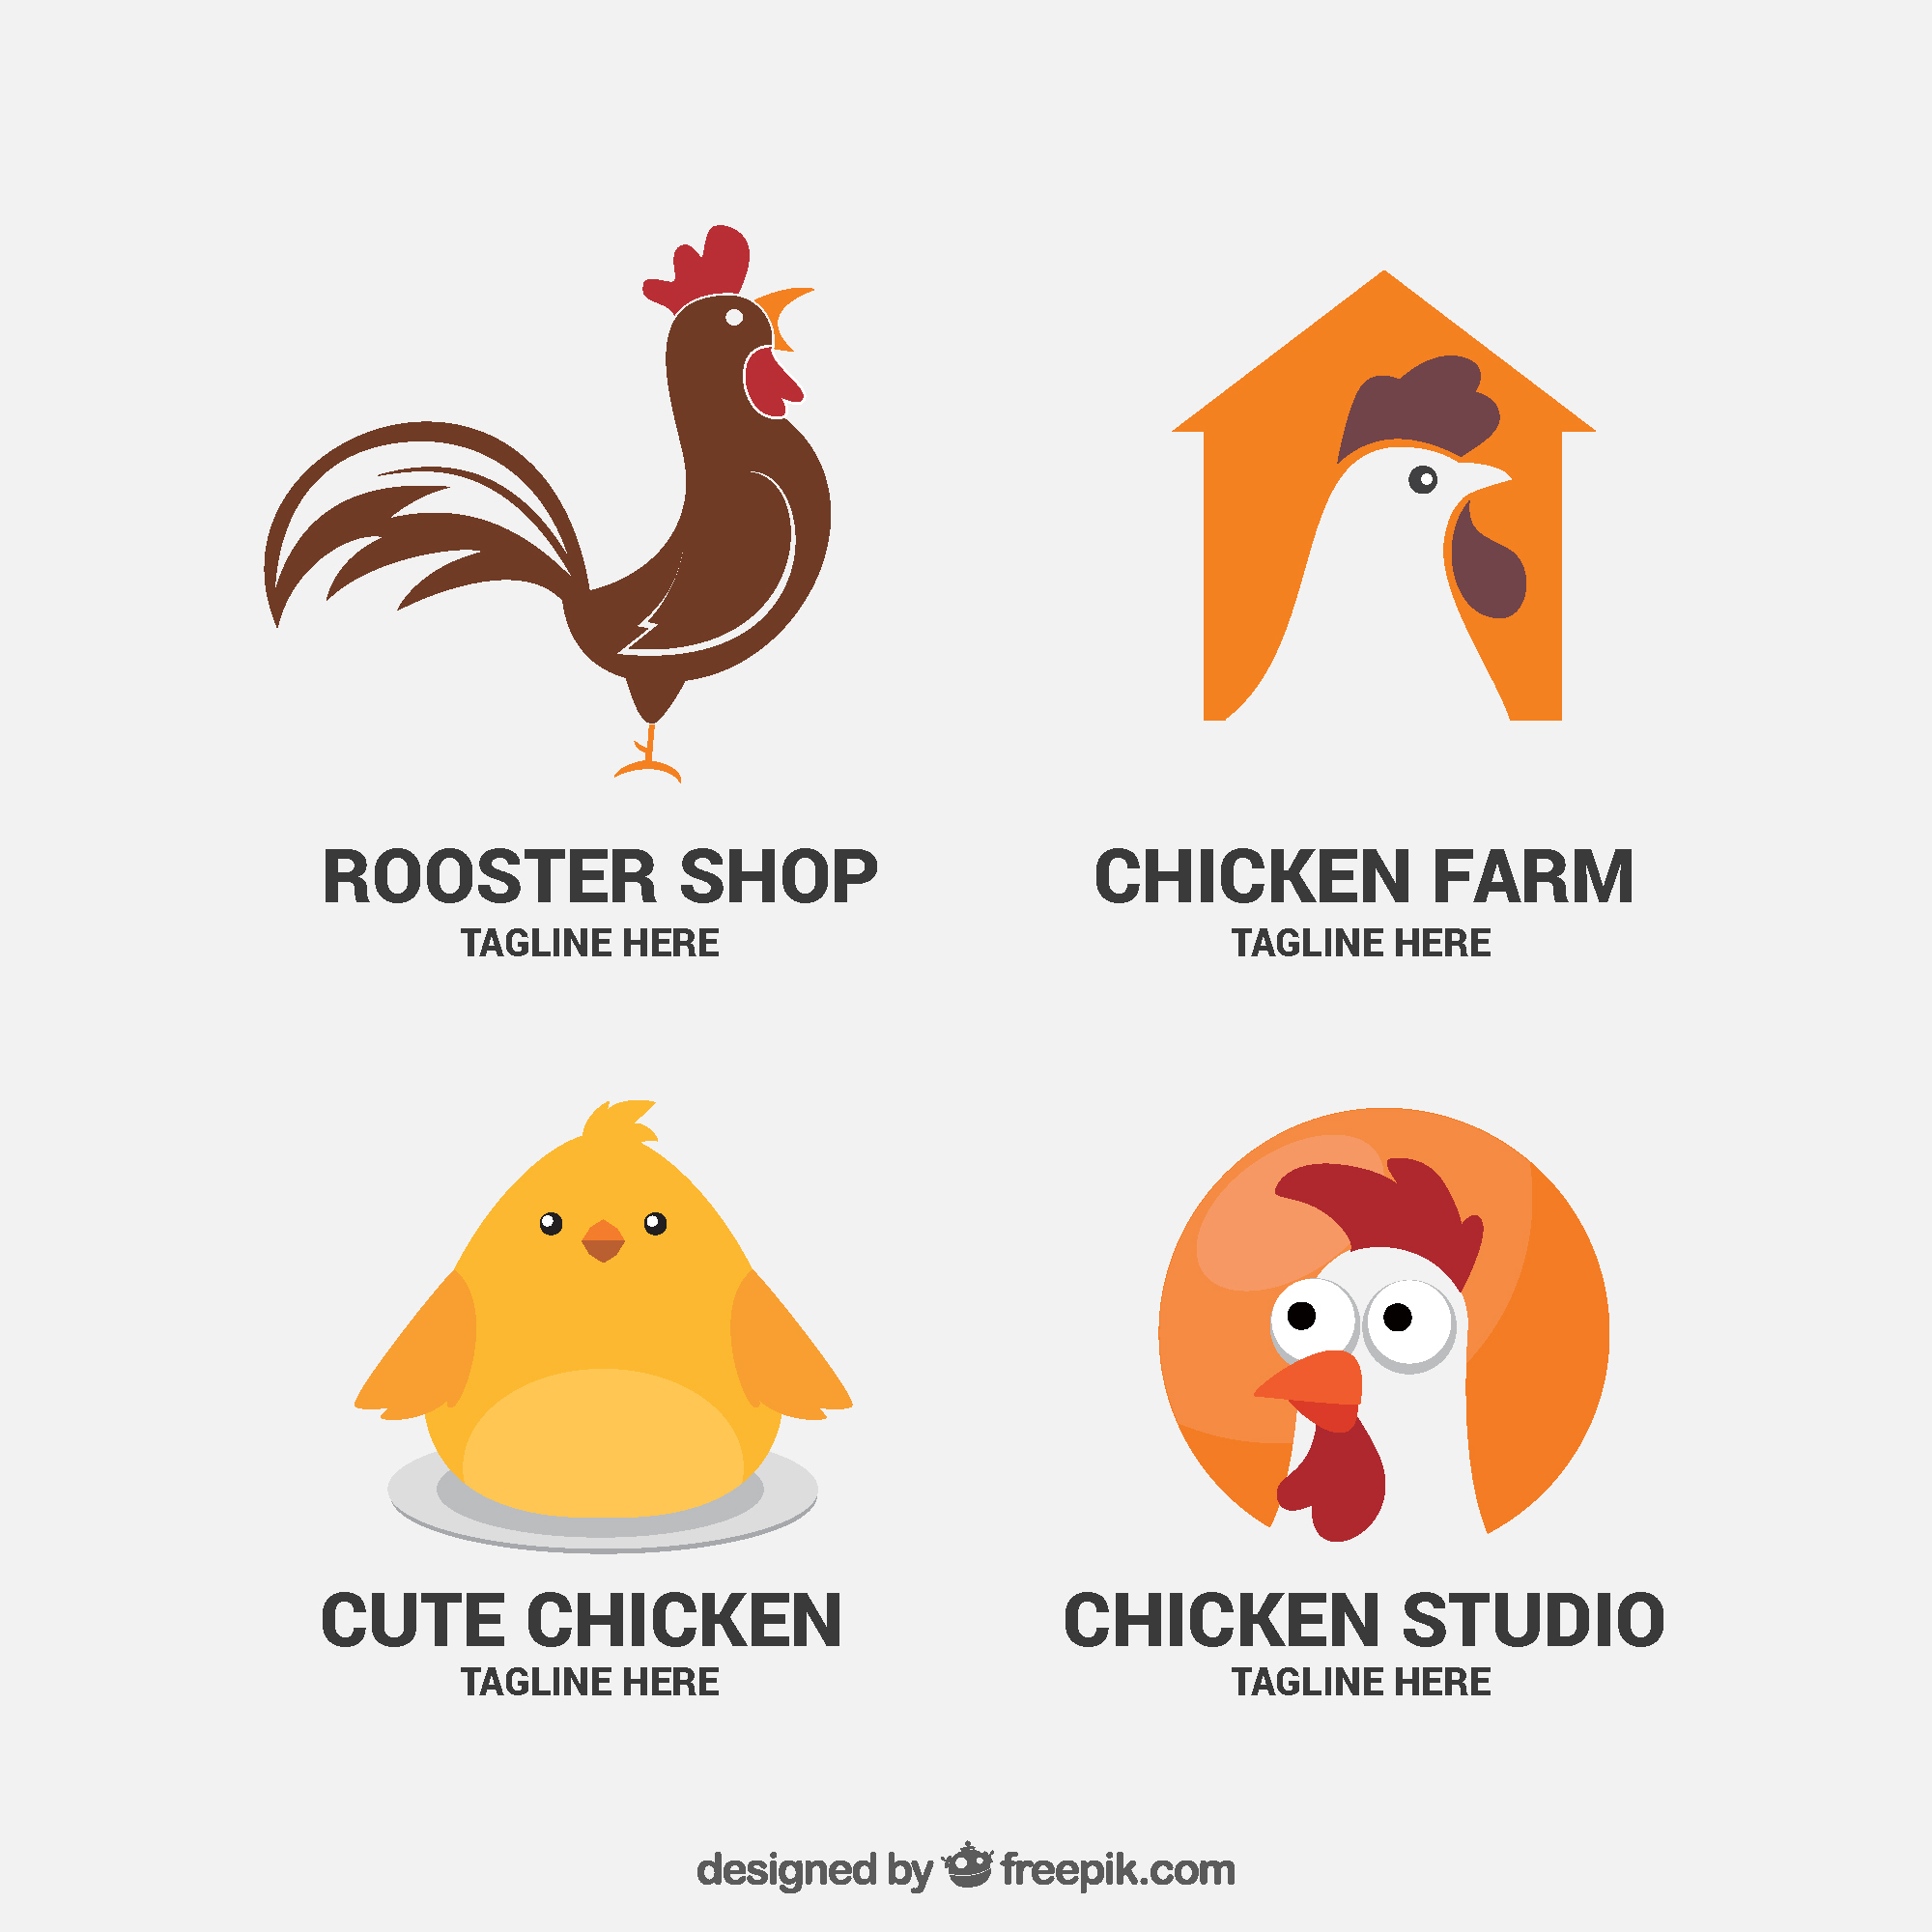 ROOSTER SHOP
TAGLINE HERE
CHICKEN FARM
TAGLINE HERE
CUTE CHICKEN
TAGLINE HERE
CHICKEN STUDIO
TAGLINE HERE
designed by freepik.com